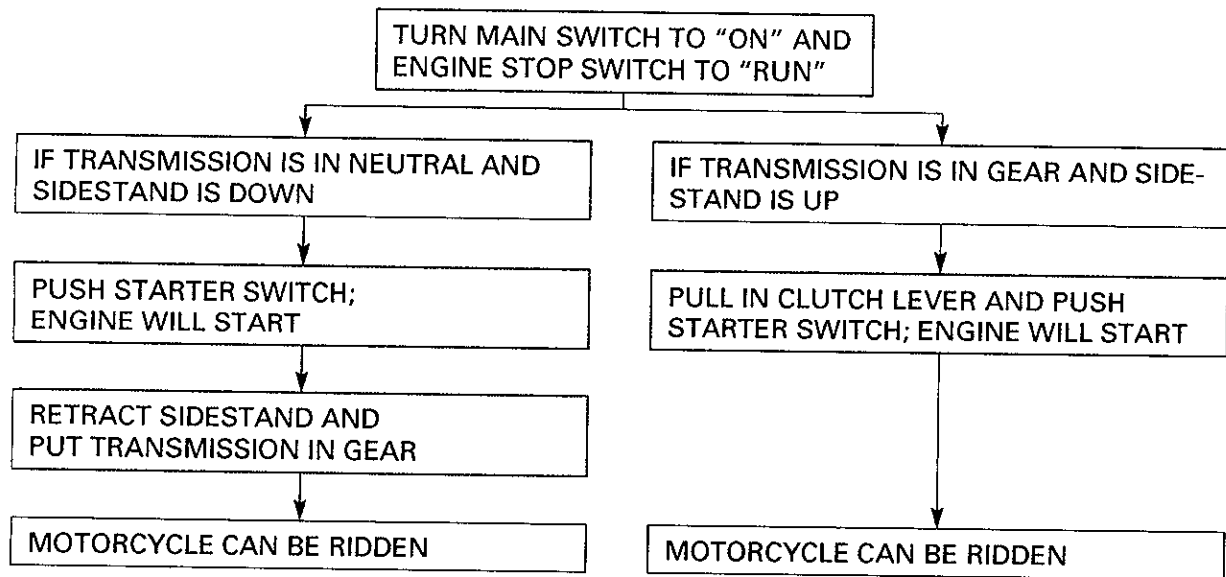 TURN MAIN SWITCH TO "ON" AND
ENGINE STOP SWITCH TO "RUN"
IF TRANSMISSION IS IN NEUTRAL AND
SIDESTAND IS DOWN
PUSH STARTER SWITCH;
ENGINE WILL START
RETRACT SIDESTAND AND
PUT TRANSMISSION IN GEAR
MOTORCYCLE CAN BE RIDDEN
IF TRANSMISSION IS IN GEAR AND SIDE-
STAND IS UP
PULL IN CLUTCH LEVER AND PUSH
STARTER SWITCH; ENGINE WILL START
MOTORCYCLE CAN BE RIDDEN